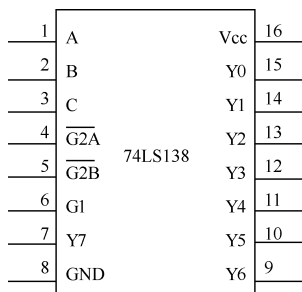 1 A Vcc 16
2 B Y0 15
3 C Y1 14
4 G2A Y2 13
74LS138
5 G2B Y3 12
6 G1 Y4 11
7 Y7 Y5 10
8 GND Y6 9